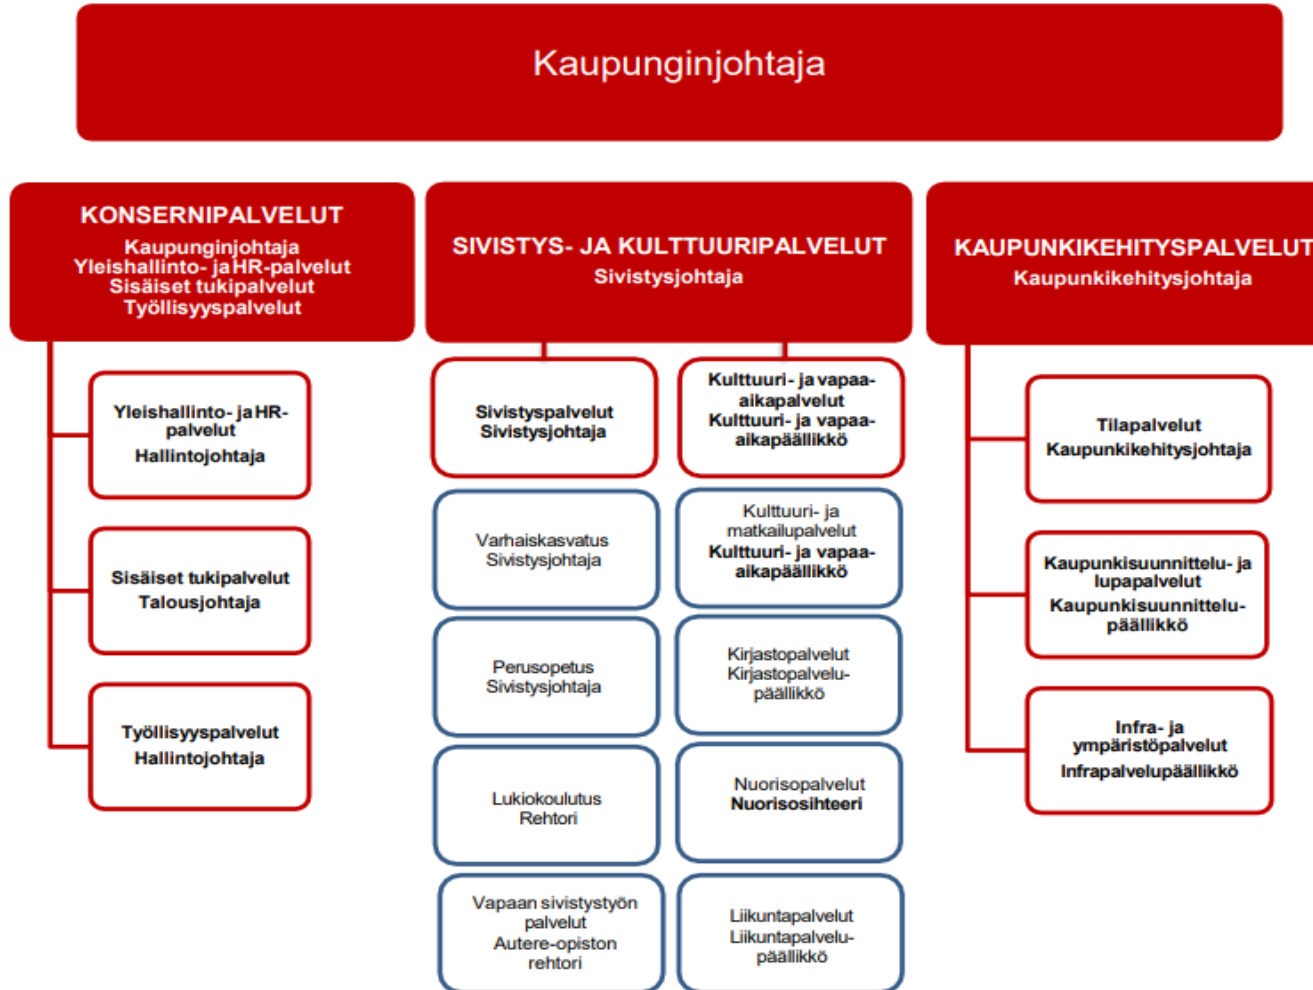 Kaupunginjohtaja
KONSERNIPALVELUT
Kaupunginjohtaja
Yleishallinto- ja HR-palvelut
Sisäiset tukipalvelut
Työllisyyspalvelut
Yleishallinto- ja HR-
palvelut
Hallintojohtaja
Sisäiset tukipalvelut
Talousjohtaja
Työllisyyspalvelut
Hallintojohtaja
SIVISTYS- JA KULTTUURIPALVELUT
Sivistysjohtaja
Sivistyspalvelut
Sivistysjohtaja
Varhaiskasvatus
Sivistysjohtaja
Perusopetus
Sivistysjohtaja
Lukiokoulutus
Rehtori
Vapaan sivistystyön
palvelut
Autere-opiston
rehtori
Kulttuuri- ja vapaa-
aikapalvelut
Kulttuuri- ja vapaa-
aikapäällikkö
Kulttuuri- ja
matkailupalvelut
Kulttuuri- ja vapaa-
aikapäällikkö
Kirjastopalvelut
Kirjastopalvelu-
päällikkö
Nuorisopalvelut
Nuorisosihteeri
Liikuntapalvelut
Liikuntapalvelu-
päällikkö
KAUPUNKIKEHITYSPALVELUT
Kaupunkikehitysjohtaja
Tilapalvelut
Kaupunkikehitysjohtaja
Kaupunkisuunnittelu- ja
lupapalvelut
Kaupunkisuunnittelu-
päällikkö
Infra- ja
ympäristöpalvelut
Infrapalvelupäällikkö